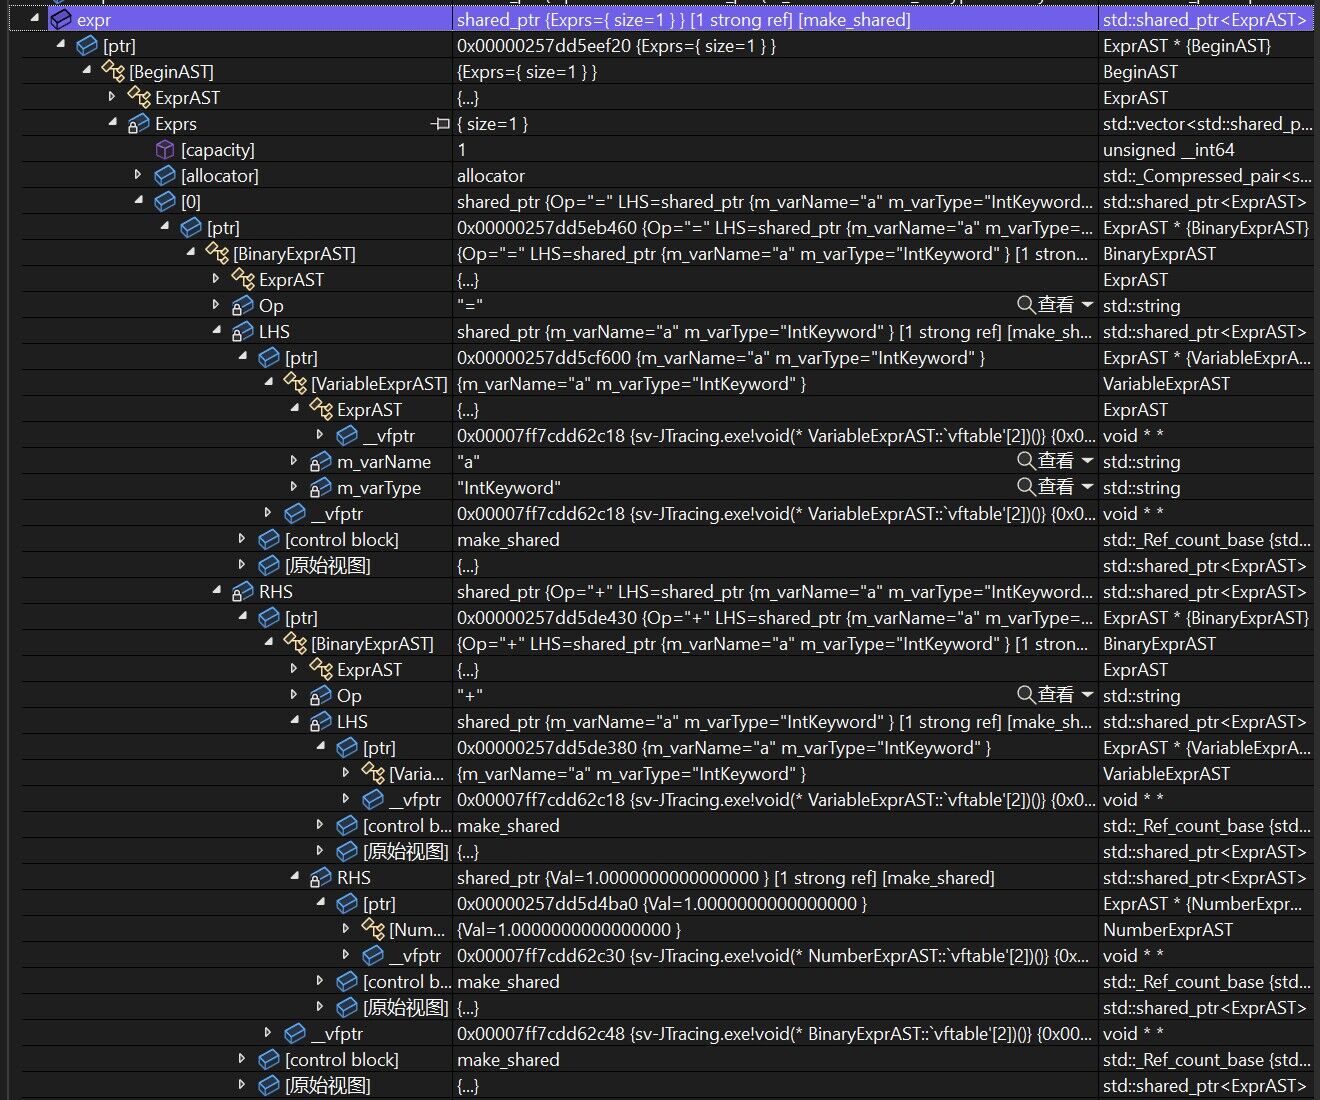 expr shared_ptr {Exprs={ size=1 } } [1 strong ref] [make_shared] std::shared_ptr<ExprAST>
[ptr] 0x00000257dd5eef20 {Exprs={ size=1 } } ExprAST * {BeginAST}
[BeginAST] {Exprs={ size=1 } } BeginAST
ExprAST {...} ExprAST
Exprs { size=1 } std::vector<std::shared_p...
[capacity] 1 unsigned __int64
[allocator] allocator std::_Compressed_pair<s...
[0] shared_ptr {Op="=" LHS=shared_ptr {m_varName="a" m_varType="IntKeyword... std::shared_ptr<ExprAST>
[ptr] 0x00000257dd5eb460 {Op="=" LHS=shared_ptr {m_varName="a" m_varType=... ExprAST * {BinaryExprAST}
[BinaryExprAST] {Op="=" LHS=shared_ptr {m_varName="a" m_varType="IntKeyword" } [1 stron... BinaryExprAST
ExprAST {...} ExprAST
Op "=" 查看 std::string
LHS shared_ptr {m_varName="a" m_varType="IntKeyword" } [1 strong ref] [make_sh... std::shared_ptr<ExprAST>
[ptr] 0x00000257dd5cf600 {m_varName="a" m_varType="IntKeyword" } ExprAST * {VariableExprA...
[VariableExprAST] {m_varName="a" m_varType="IntKeyword" } VariableExprAST
ExprAST {...} ExprAST
__vfptr 0x00007ff7cdd62c18 {sv-JTracing.exe!void(* VariableExprAST::`vftable'[2])()} {0x0... void * *
m_varName "a" 查看 std::string
m_varType "IntKeyword" 查看 std::string
__vfptr 0x00007ff7cdd62c18 {sv-JTracing.exe!void(* VariableExprAST::`vftable'[2])()} {0x0... void * *
[control block] make_shared std::_Ref_count_base {std...
[原始视图] {...} std::shared_ptr<ExprAST>
RHS shared_ptr {Op="+" LHS=shared_ptr {m_varName="a" m_varType="IntKeyword... std::shared_ptr<ExprAST>
[ptr] 0x00000257dd5de430 {Op="+" LHS=shared_ptr {m_varName="a" m_varType=... ExprAST * {BinaryExprAST}
[BinaryExprAST] {Op="+" LHS=shared_ptr {m_varName="a" m_varType="IntKeyword" } [1 stron... BinaryExprAST
ExprAST {...} ExprAST
Op "+" 查看 std::string
LHS shared_ptr {m_varName="a" m_varType="IntKeyword" } [1 strong ref] [make_sh... std::shared_ptr<ExprAST>
[ptr] 0x00000257dd5de380 {m_varName="a" m_varType="IntKeyword" } ExprAST * {VariableExprA...
[Varia... {m_varName="a" m_varType="IntKeyword" } VariableExprAST
__vfptr 0x00007ff7cdd62c18 {sv-JTracing.exe!void(* VariableExprAST::`vftable'[2])()} {0x0... void * *
[control b... make_shared std::_Ref_count_base {std...
[原始视图] {...} std::shared_ptr<ExprAST>
RHS shared_ptr {Val=1.0000000000000000 } [1 strong ref] [make_shared] std::shared_ptr<ExprAST>
[ptr] 0x00000257dd5d4ba0 {Val=1.0000000000000000 } ExprAST * {NumberExpr...
[Num... {Val=1.0000000000000000 } NumberExprAST
__vfptr 0x00007ff7cdd62c30 {sv-JTracing.exe!void(* NumberExprAST::`vftable'[2])()} {0x... void * *
[control b... make_shared std::_Ref_count_base {std...
[原始视图] {...} std::shared_ptr<ExprAST>
__vfptr 0x00007ff7cdd62c48 {sv-JTracing.exe!void(* BinaryExprAST::`vftable'[2])()} {0x00... void * *
[control block] make_shared std::_Ref_count_base {std...
[原始视图] {...} std::shared_ptr<ExprAST>